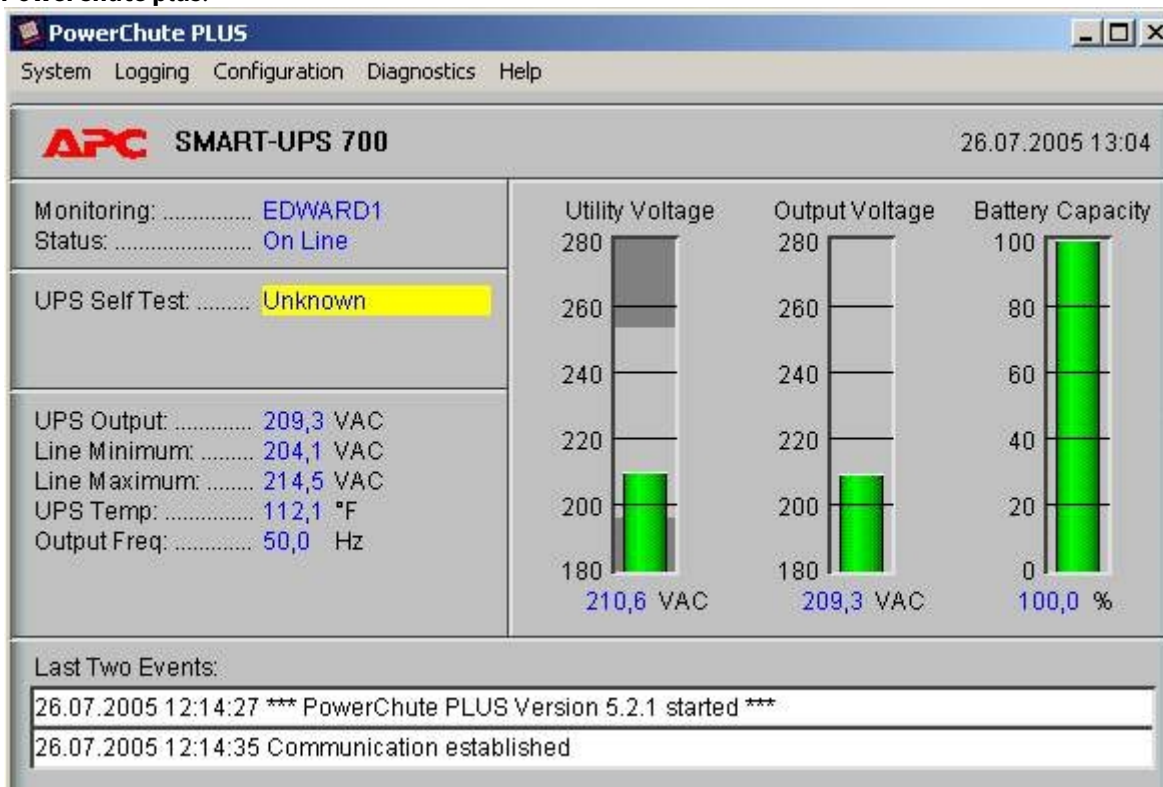 PowerChute PLUS
System Logging Configuration Diagnostics Help
APC SMART-UPS 700
26.07.2005 13:04
Monitoring: .............. EDWARD1
Status: ...................... On Line
UPS Self Test: ......... Unknown
UPS Output: ............. 209,3 VAC
Line Minimum: ......... 204,1 VAC
Line Maximum: ........ 214,5 VAC
UPS Temp: ............... 112,1 °F
Output Freq: ............. 50,0 Hz
Utility Voltage
280
260
240
220
200
180
210,6 VAC
Output Voltage
280
260
240
220
200
180
209,3 VAC
Battery Capacity
100
80
60
40
20
0
100,0 %
Last Two Events:
26.07.2005 12:14:27 *** PowerChute PLUS Version 5.2.1 started ***
26.07.2005 12:14:35 Communication established